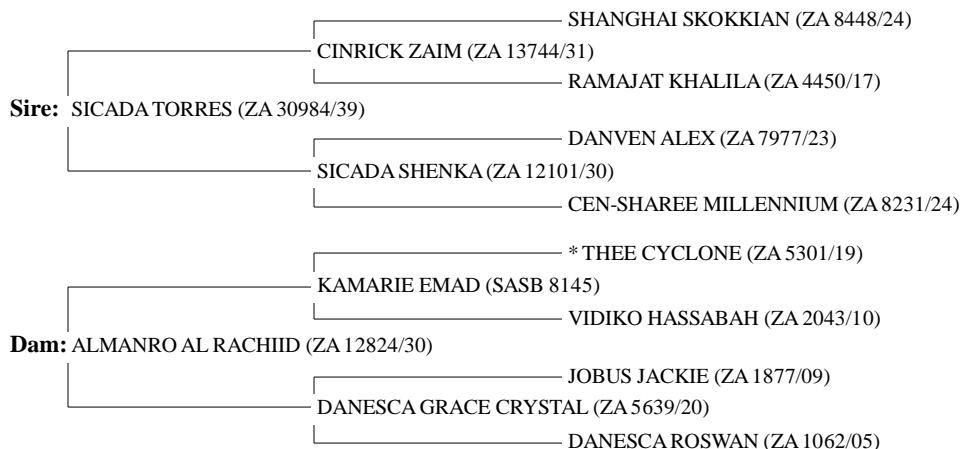 SHANGHAI SKOKKIAN (ZA 8448/24)
CINRICK ZAIM (ZA 13744/31)
RAMAJAT KHALILA (ZA 4450/17)
Sire: SICADA TORRES (ZA 30984/39)
DANVEN ALEX (ZA 7977/23)
SICADA SHENKA (ZA 12101/30)
CEN-SHAREE MILLENNIUM (ZA 8231/24)
* THEE CYCLONE (ZA 5301/19)
KAMARIE EMAD (SASB 8145)
VIDIKO HASSABAH (ZA 2043/10)
Dam: ALMANRO AL RACHIID (ZA 12824/30)
JOBUS JACKIE (ZA 1877/09)
DANESCA GRACE CRYSTAL (ZA 5639/20)
DANESCA ROSWAN (ZA 1062/05)